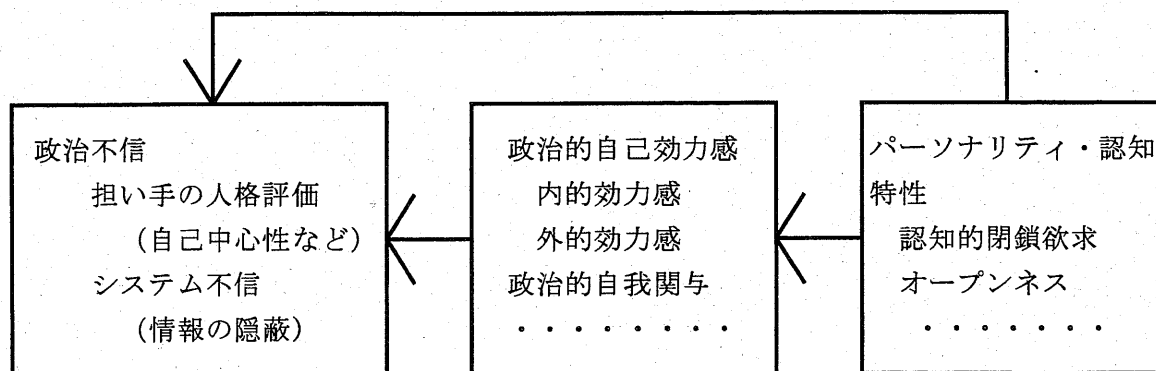 政治不信
担い手の人格評価
(自己中心性など)
システム不信
(情報の隠蔽)
政治的自己効力感
内的効力感
外的効力感
政治的自我関与
・・・・・・・・
パーソナリティ・認知
特性
認知的閉鎖欲求
オープンネス
・・・・・・・